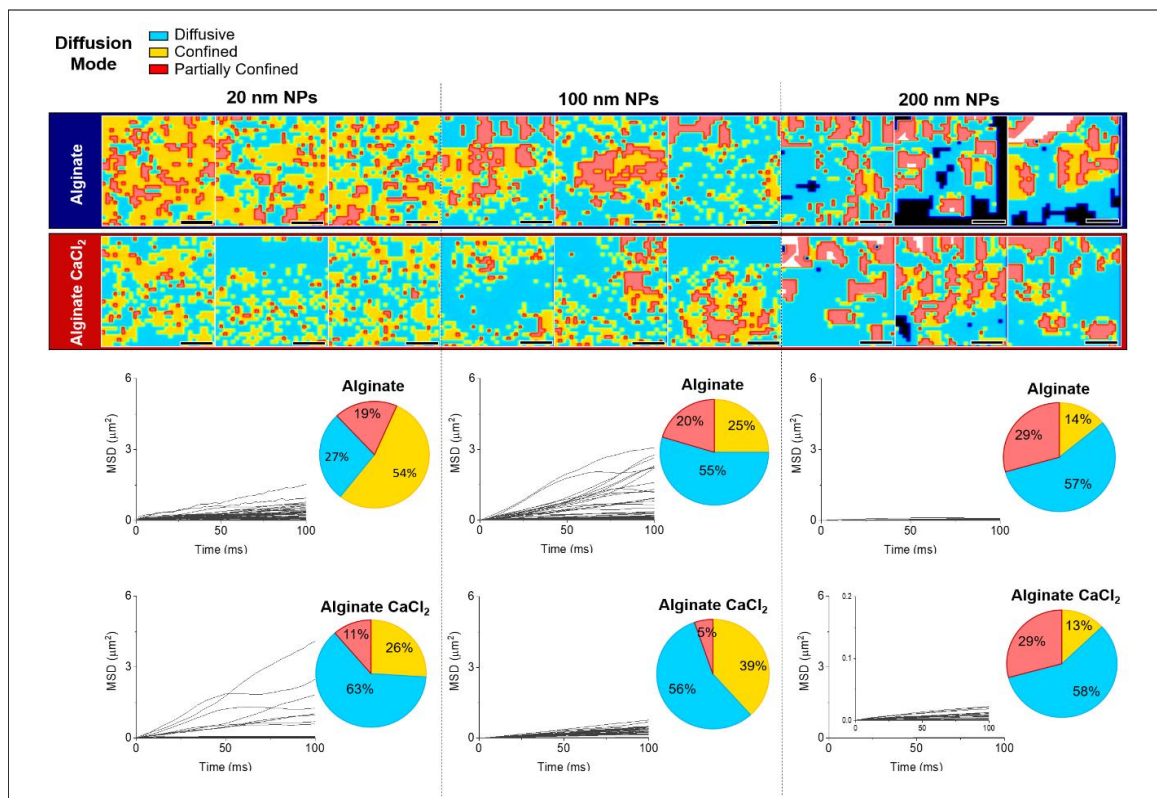 Diffusion Mode
Diffusive
Confined
Partially Confined
20 nm NPs
100 nm NPs
200 nm NPs
Alginate
Alginate CaCl₂
Alginate
19%
27%
54%
MSD (μm²)
6
3
0
0
50
100
Time (ms)
Alginate
20%
25%
55%
MSD (μm²)
6
3
0
0
50
100
Time (ms)
Alginate
29%
14%
57%
MSD (μm²)
6
3
0
0
50
100
Time (ms)
Alginate CaCl₂
11%
26%
63%
MSD (μm²)
6
3
0
0
50
100
Time (ms)
Alginate CaCl₂
5%
39%
56%
MSD (μm²)
6
3
0
0
50
100
Time (ms)
Alginate CaCl₂
29%
13%
58%
MSD (μm²)
6
3
0
0.2
0.1
0.0
0
50
100
0
50
100
Time (ms)